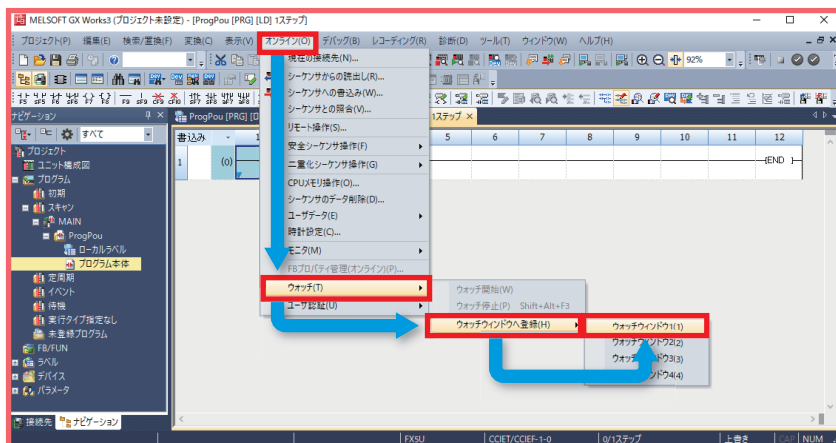 MELSOFT GX Works3 (プロジェクト未設定) - [ProgPou [PRG] [LD] 1ステップ]
プロジェクト(P) 編集(E) 検索/置換(F) 変換(C) 表示(V) オンライン(O) デバッグ(B) レコーディング(R) 診断(D) ツール(T) ウィンドウ(W) ヘルプ(H)
92%
ナビゲーション
すべて
プロジェクト
ユニット構成図
プログラム
初期
スキャン
MAIN
ProgPou
ローカルラベル
プログラム本体
定周期
イベント
待機
実行タイプ指定なし
未登録プログラム
FB/FUN
ラベル
デバイス
パラメータ
接続先 ナビゲーション
ProgPou [PRG] [LD] 1ステップ
書込み 1 5 6 7 8 9 10 11 12
1 (0) END
現在の接続先(N)...
シーケンサからの読出し(R)...
シーケンサへの書込み(W)...
シーケンサとの照合(V)...
リモート操作(S)...
安全シーケンサ操作(F)
二重化シーケンサ操作(G)
CPUメモリ操作(O)...
シーケンサのデータ削除(D)...
ユーザデータ(E)
時計設定(C)...
モニタ(M)
FBプロパティ管理(オンライン)(P)...
ウォッチ(T)
ユーザ認証(U)
ウォッチ開始(W)
ウォッチ停止(P) Shift+Alt+F3
ウォッチウィンドウへ登録(H)
ウォッチウィンドウ1(1)
ウォッチウィンドウ2(2)
ウォッチウィンドウ3(3)
ウィンドウ4(4)
FX5U CCIET/CCIEF-1-0 0/1ステップ 上書き CAP NUM